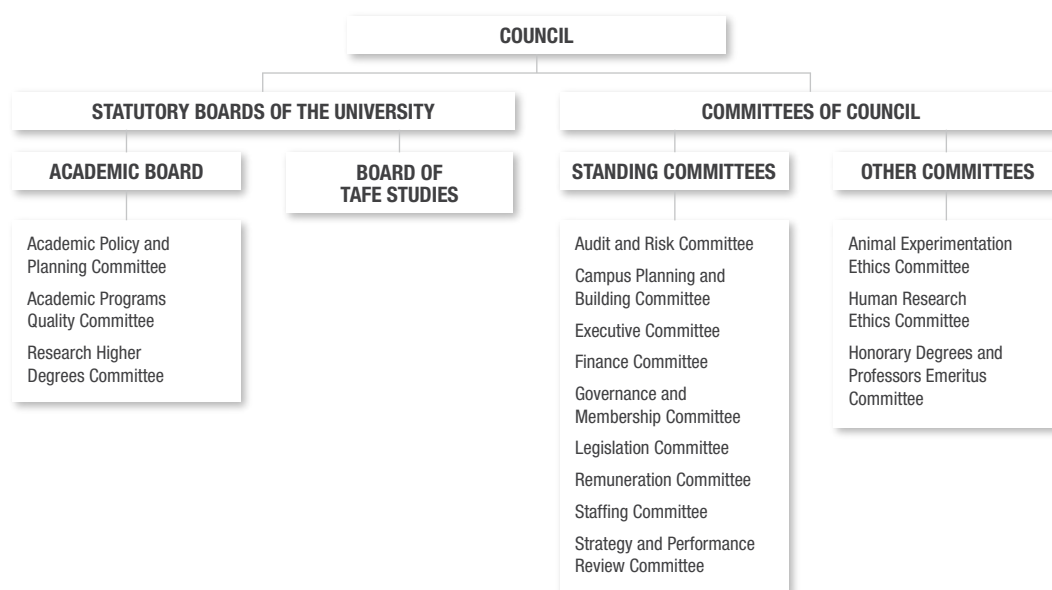 COUNCIL
STATUTORY BOARDS OF THE UNIVERSITY
COMMITTEES OF COUNCIL
ACADEMIC BOARD
BOARD OF
TAFE STUDIES
STANDING COMMITTEES
OTHER COMMITTEES
Academic Policy and
Planning Committee
Academic Programs
Quality Committee
Research Higher
Degrees Committee
Audit and Risk Committee
Campus Planning and
Building Committee
Executive Committee
Finance Committee
Governance and
Membership Committee
Legislation Committee
Remuneration Committee
Staffing Committee
Strategy and Performance
Review Committee
Animal Experimentation
Ethics Committee
Human Research
Ethics Committee
Honorary Degrees and
Professors Emeritus
Committee